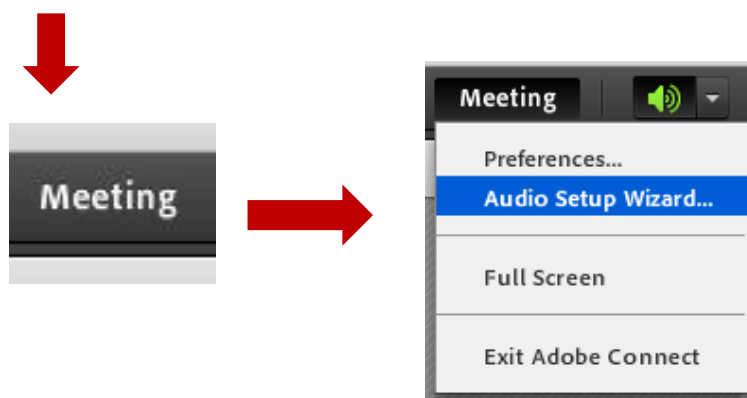 Meeting
Meeting
Preferences...
Audio Setup Wizard...
Full Screen
Exit Adobe Connect